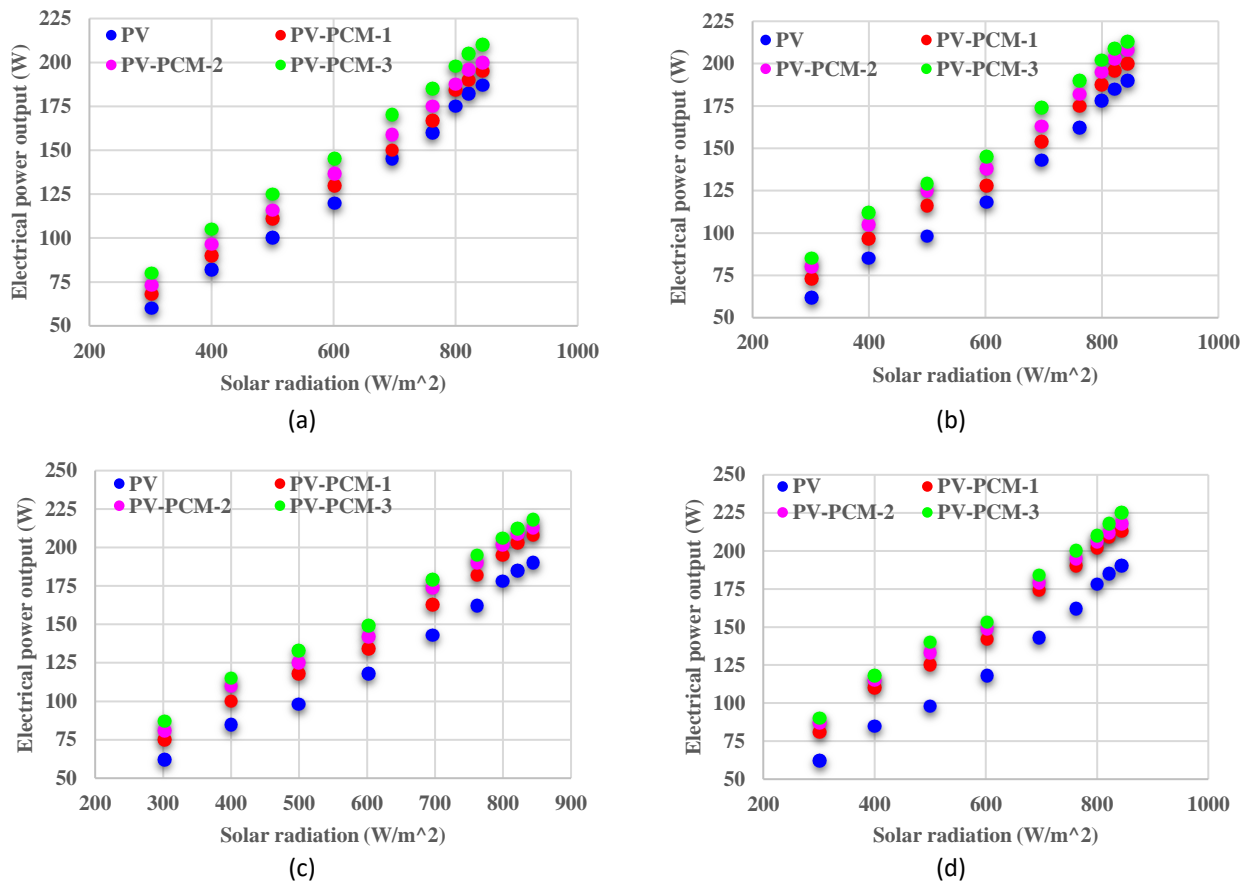 225
200
175
150
125
100
75
50
Electrical power output (W)
PV
PV-PCM-1
PV-PCM-2
PV-PCM-3
200
400
600
800
1000
Solar radiation (W/m^2)
(a)
225
200
175
150
125
100
75
50
Electrical power output (W)
PV
PV-PCM-1
PV-PCM-2
PV-PCM-3
200
400
600
800
1000
Solar radiation (W/m^2)
(b)
250
225
200
175
150
125
100
75
50
Electrical power output (W)
PV
PV-PCM-1
PV-PCM-2
PV-PCM-3
200
300
400
500
600
700
800
900
Solar radiation (W/m^2)
(c)
250
225
200
175
150
125
100
75
50
Electrical power output (W)
PV
PV-PCM-1
PV-PCM-2
PV-PCM-3
200
400
600
800
1000
Solar radiation (W/m^2)
(d)